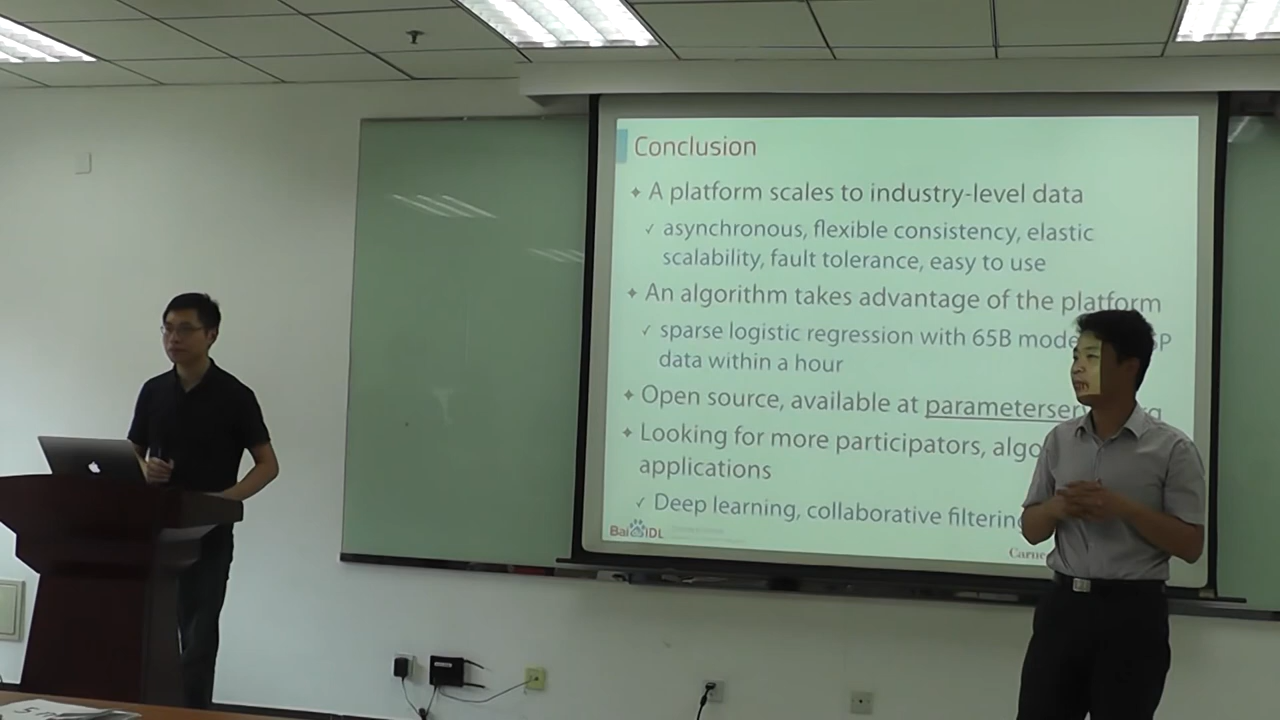 Conclusion
A platform scales to industry-level data
✓ asynchronous, flexible consistency, elastic
scalability, fault tolerance, easy to use
An algorithm takes advantage of the platform
✓ sparse logistic regression with 65B
data within a hour
Open source, available at
Looking for more participators,
applications
✓ Deep learning, collaborative filtering
Bai IDL